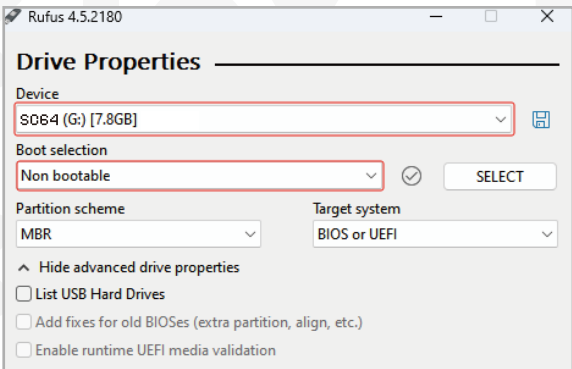 Rufus 4.5.2180
Drive Properties
Device
SC64 (G:) [7.8GB]
Boot selection
Non bootable
SELECT
Partition scheme
Target system
MBR
BIOS or UEFI
Hide advanced drive properties
List USB Hard Drives
Add fixes for old BIOSes (extra partition, align, etc.)
Enable runtime UEFI media validation